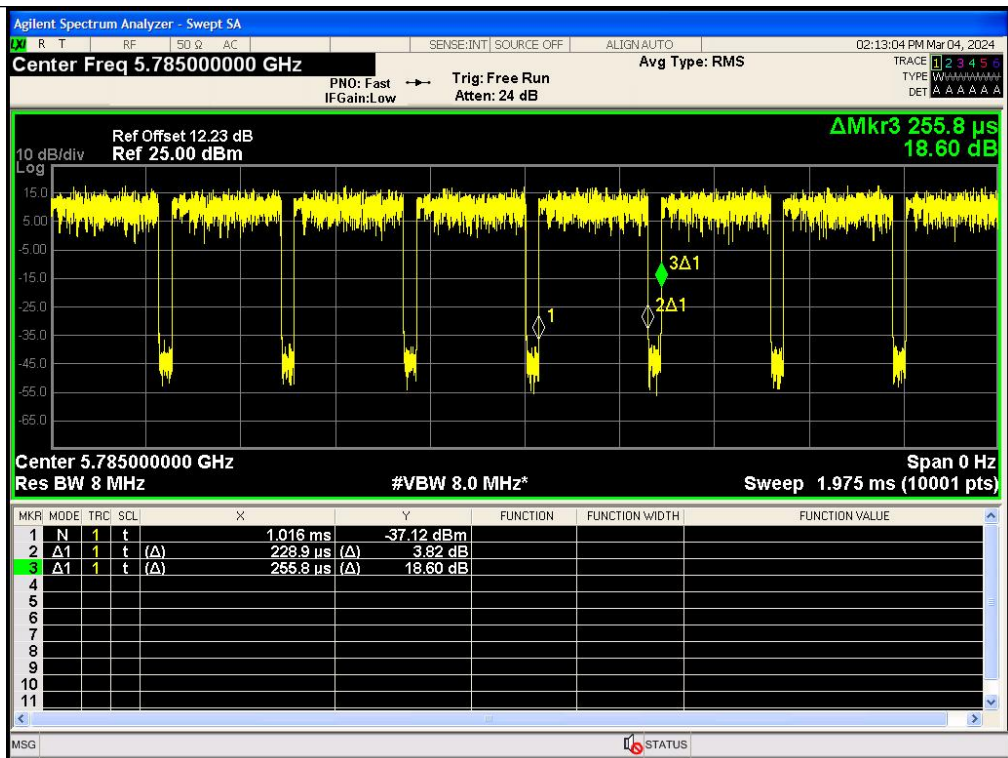 Agilent Spectrum Analyzer - Swept SA
LXI R T RF 50 Ω AC SENSE:INT SOURCE OFF ALIGN AUTO 02:13:04 PM Mar 04, 2024
Center Freq 5.785000000 GHz
PNO: Fast
IFGain:Low
Trig: Free Run
Atten: 24 dB
Avg Type: RMS
TRACE 1 2 3 4 5 6
TYPE W
DET A A A A A A
ΔMkr3 255.8 µs
18.60 dB
Ref Offset 12.23 dB
10 dB/div Ref 25.00 dBm
Log
15.0
5.00
-5.00
-15.0
-25.0
-35.0
-45.0
-55.0
-65.0
1
2Δ1
3Δ1
Center 5.785000000 GHz Span 0 Hz
Res BW 8 MHz #VBW 8.0 MHz* Sweep 1.975 ms (10001 pts)
MKR MODE TRC SCL X Y FUNCTION FUNCTION WIDTH FUNCTION VALUE
1 N 1 t 1.016 ms -37.12 dBm
2 Δ1 1 t (Δ) 228.9 µs (Δ) 3.82 dB
3 Δ1 1 t (Δ) 255.8 µs (Δ) 18.60 dB
4
5
6
7
8
9
10
11
MSG STATUS